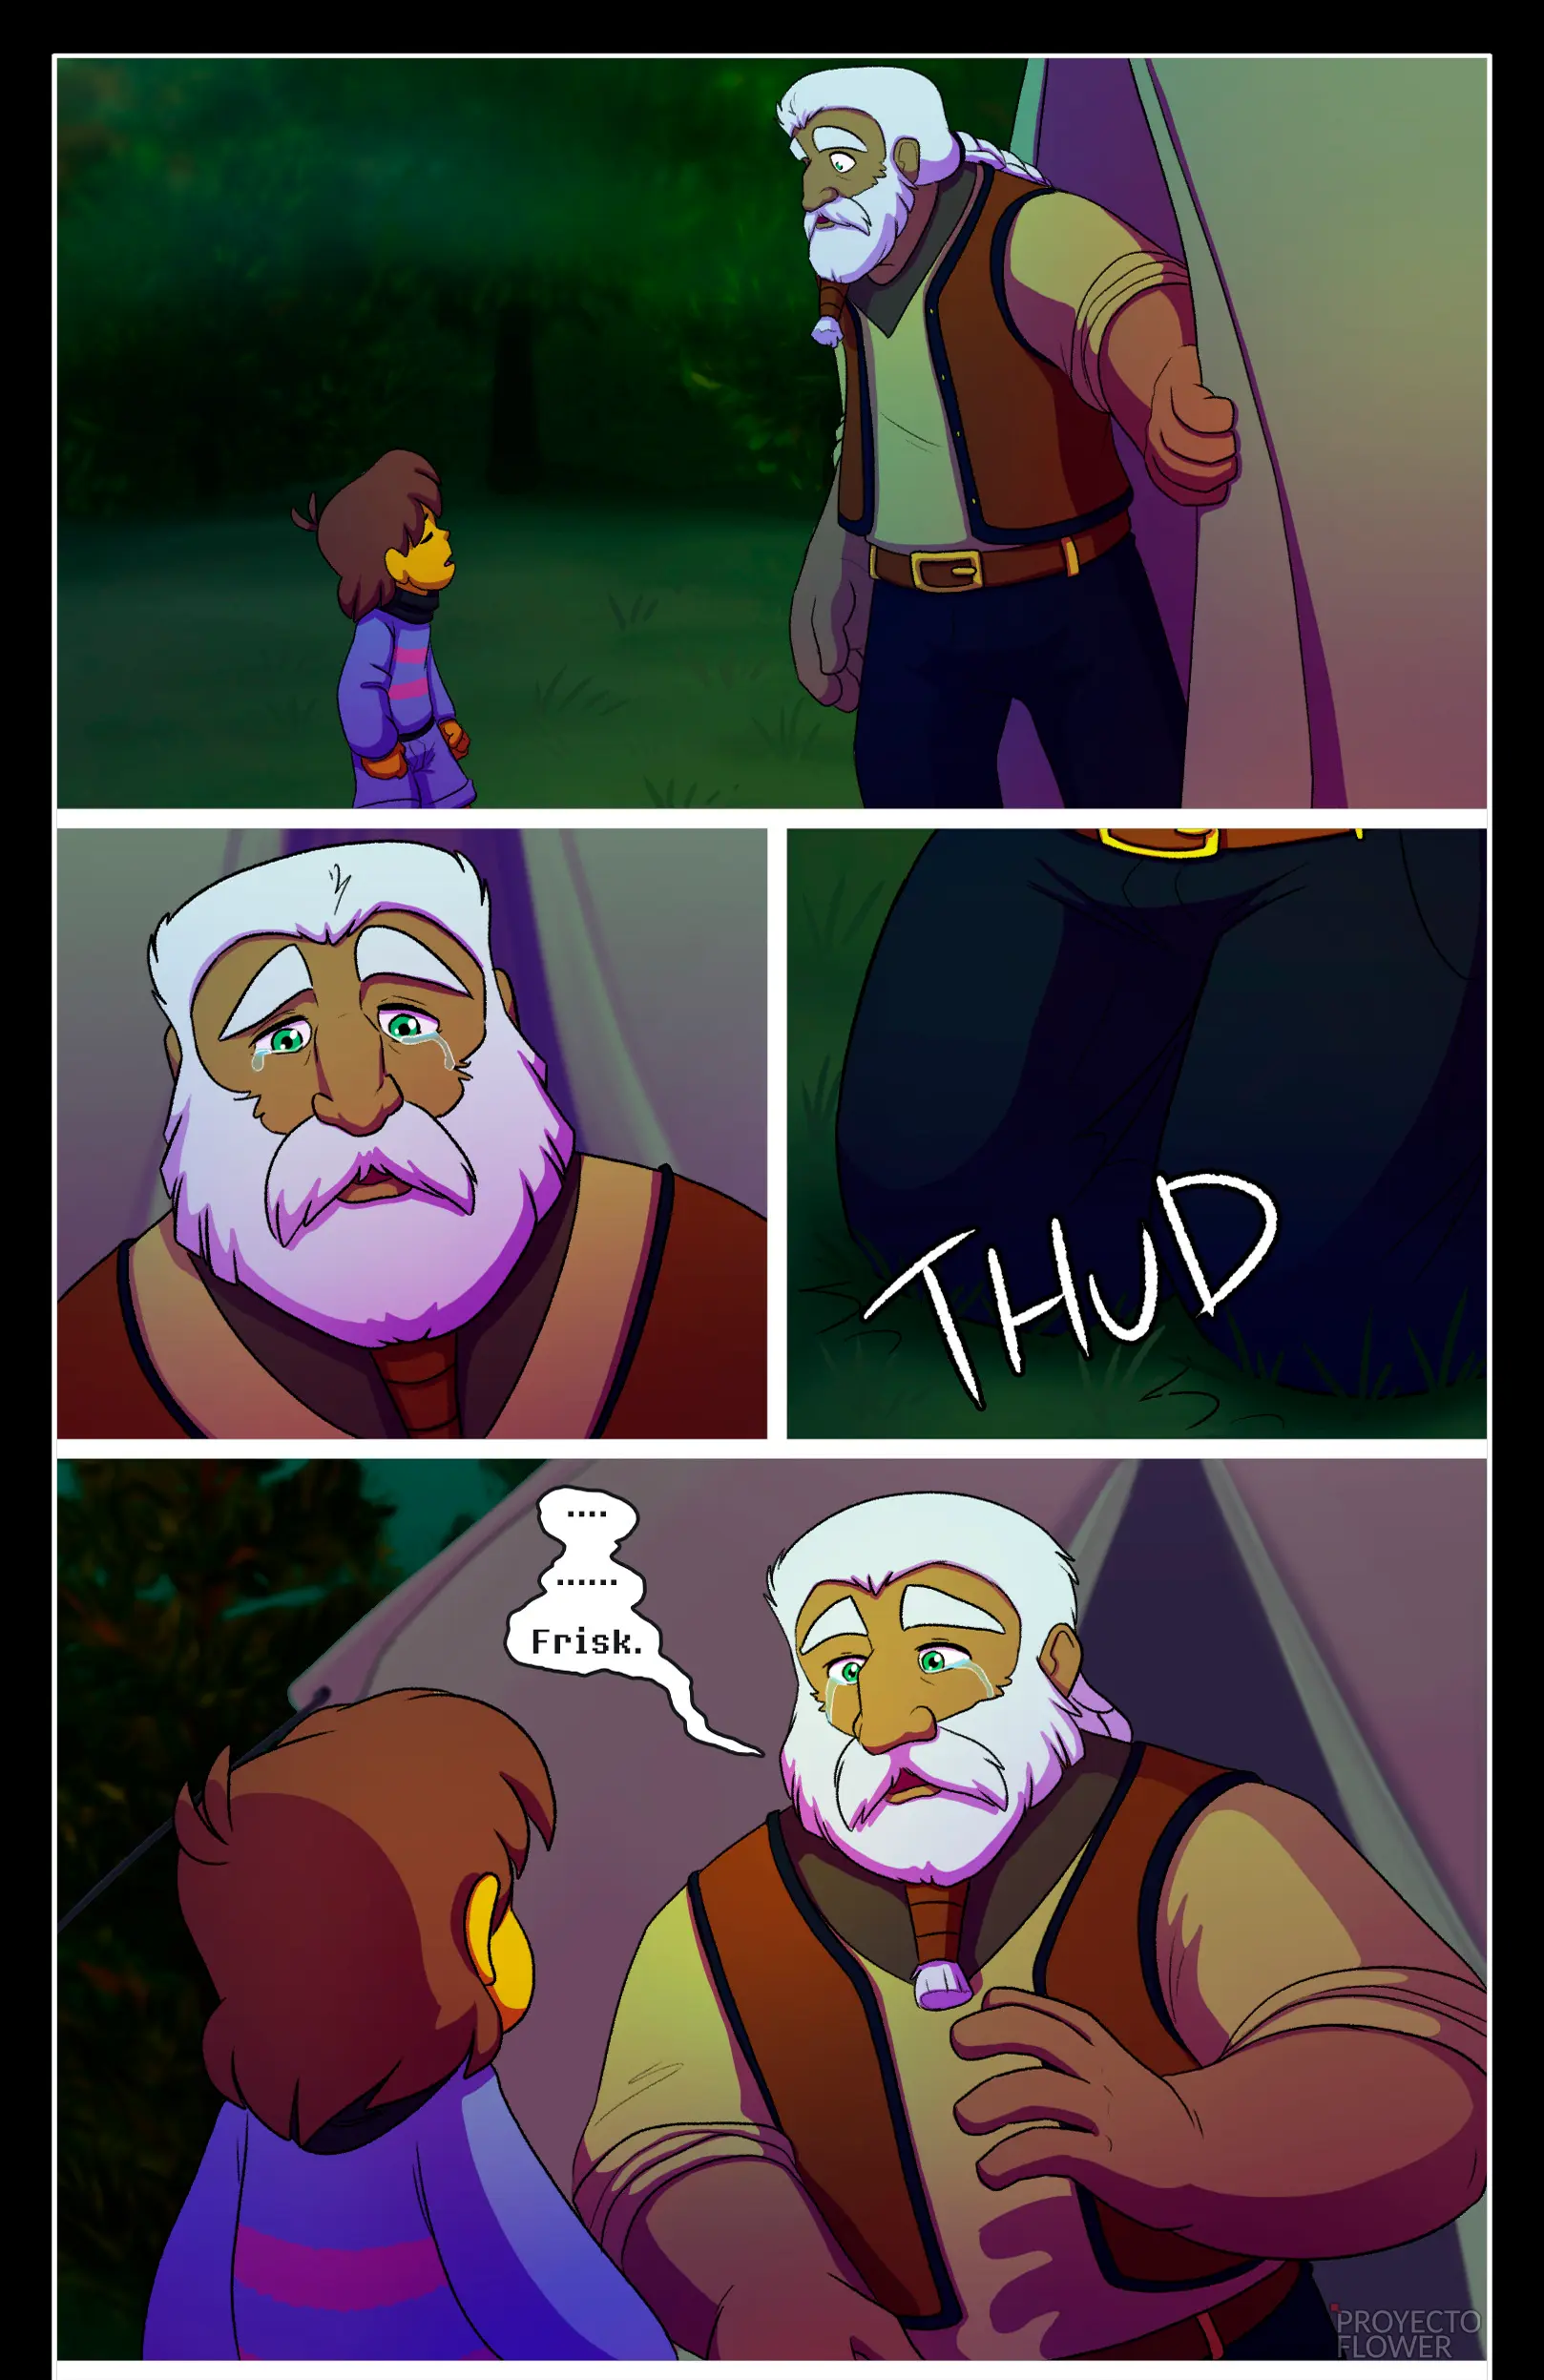 THUD
....
......
Frisk.
PROYECTO
FLOWER